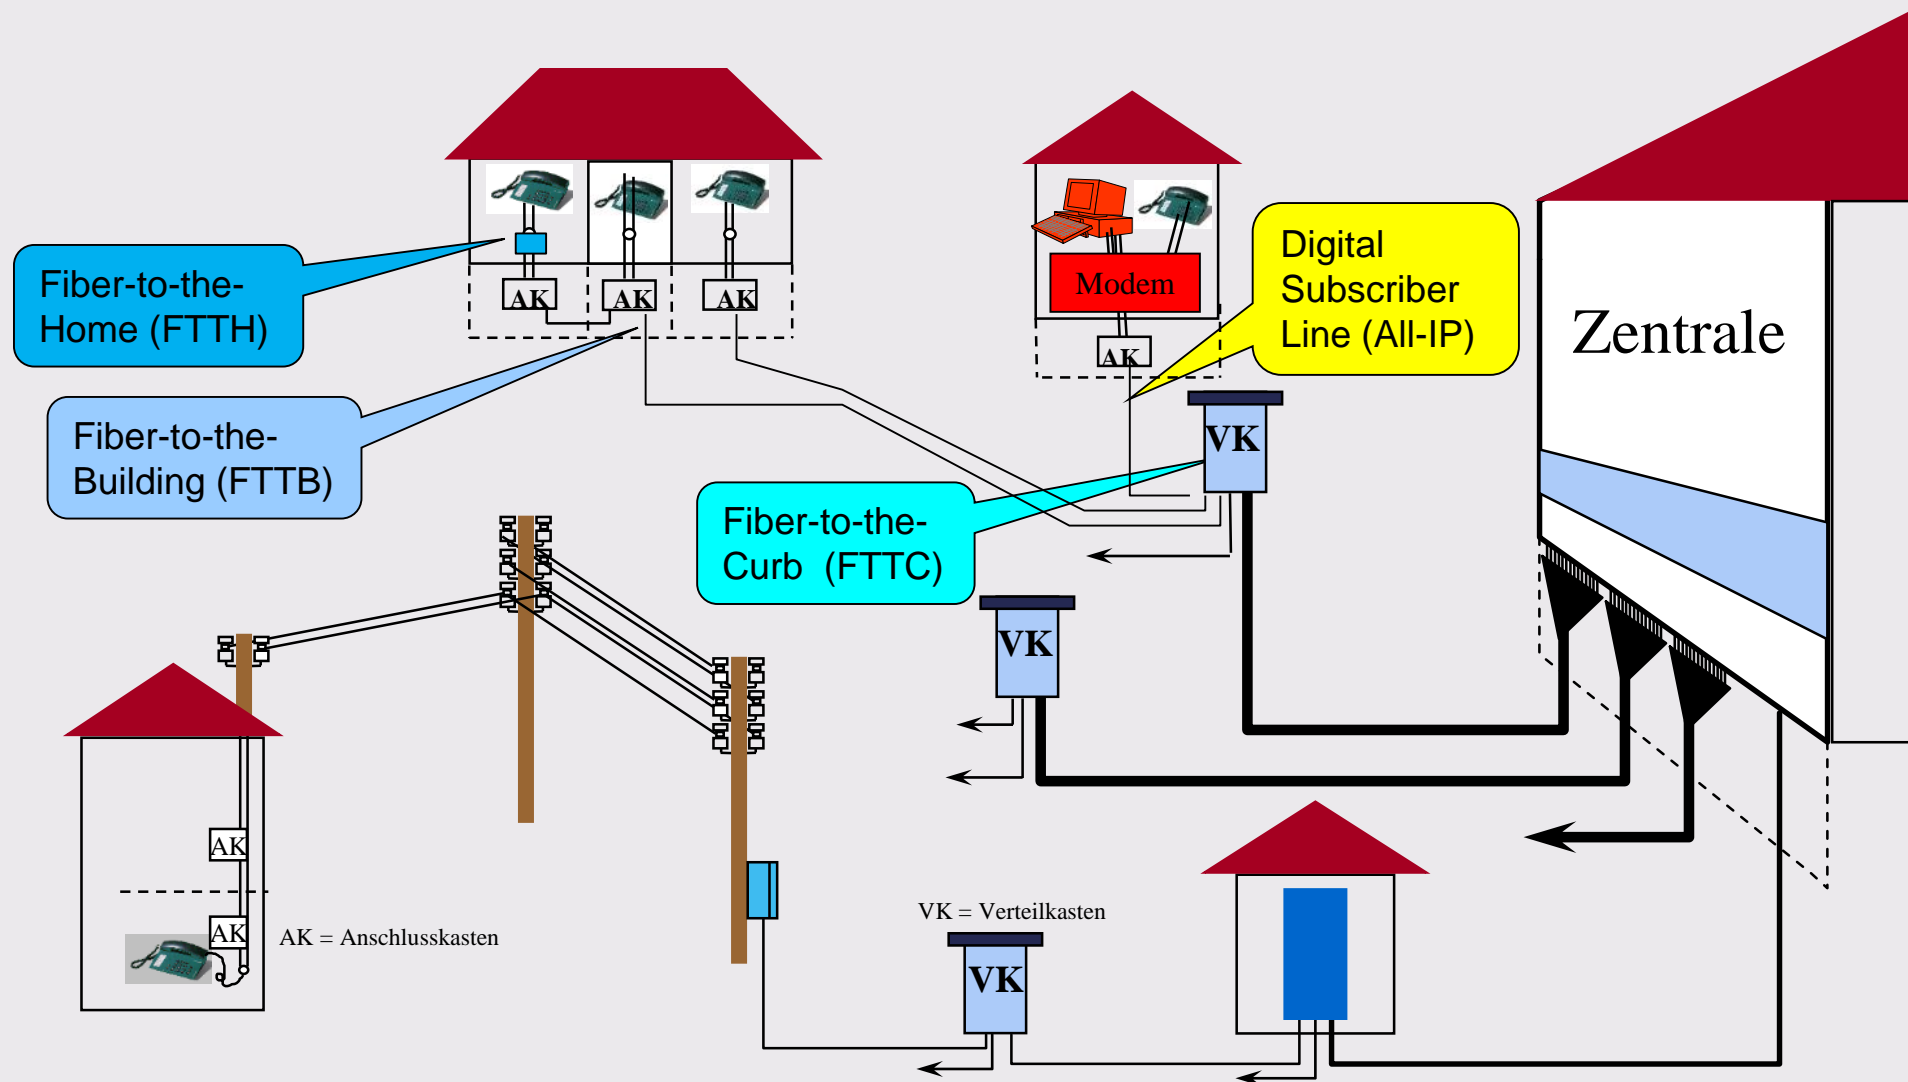 Fiber-to-the-
Home (FTTH)
AK
AK
AK
Fiber-to-the-
Building (FTTB)
Modem
AK
Digital
Subscriber
Line (All-IP)
Zentrale
VK
Fiber-to-the-
Curb (FTTC)
VK
AK
AK
AK = Anschlusskasten
VK = Verteilkasten
VK